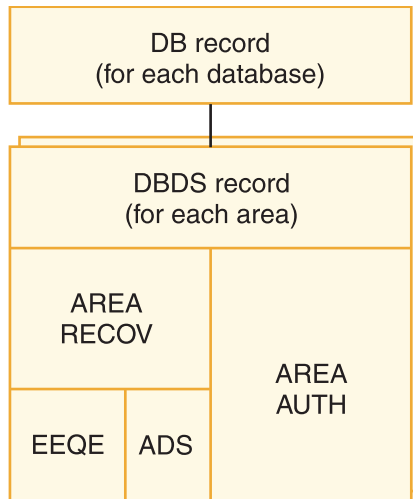 DB record
(for each database)
DBDS record
(for each area)
AREA
RECOV
AREA
AUTH
EEQE
ADS